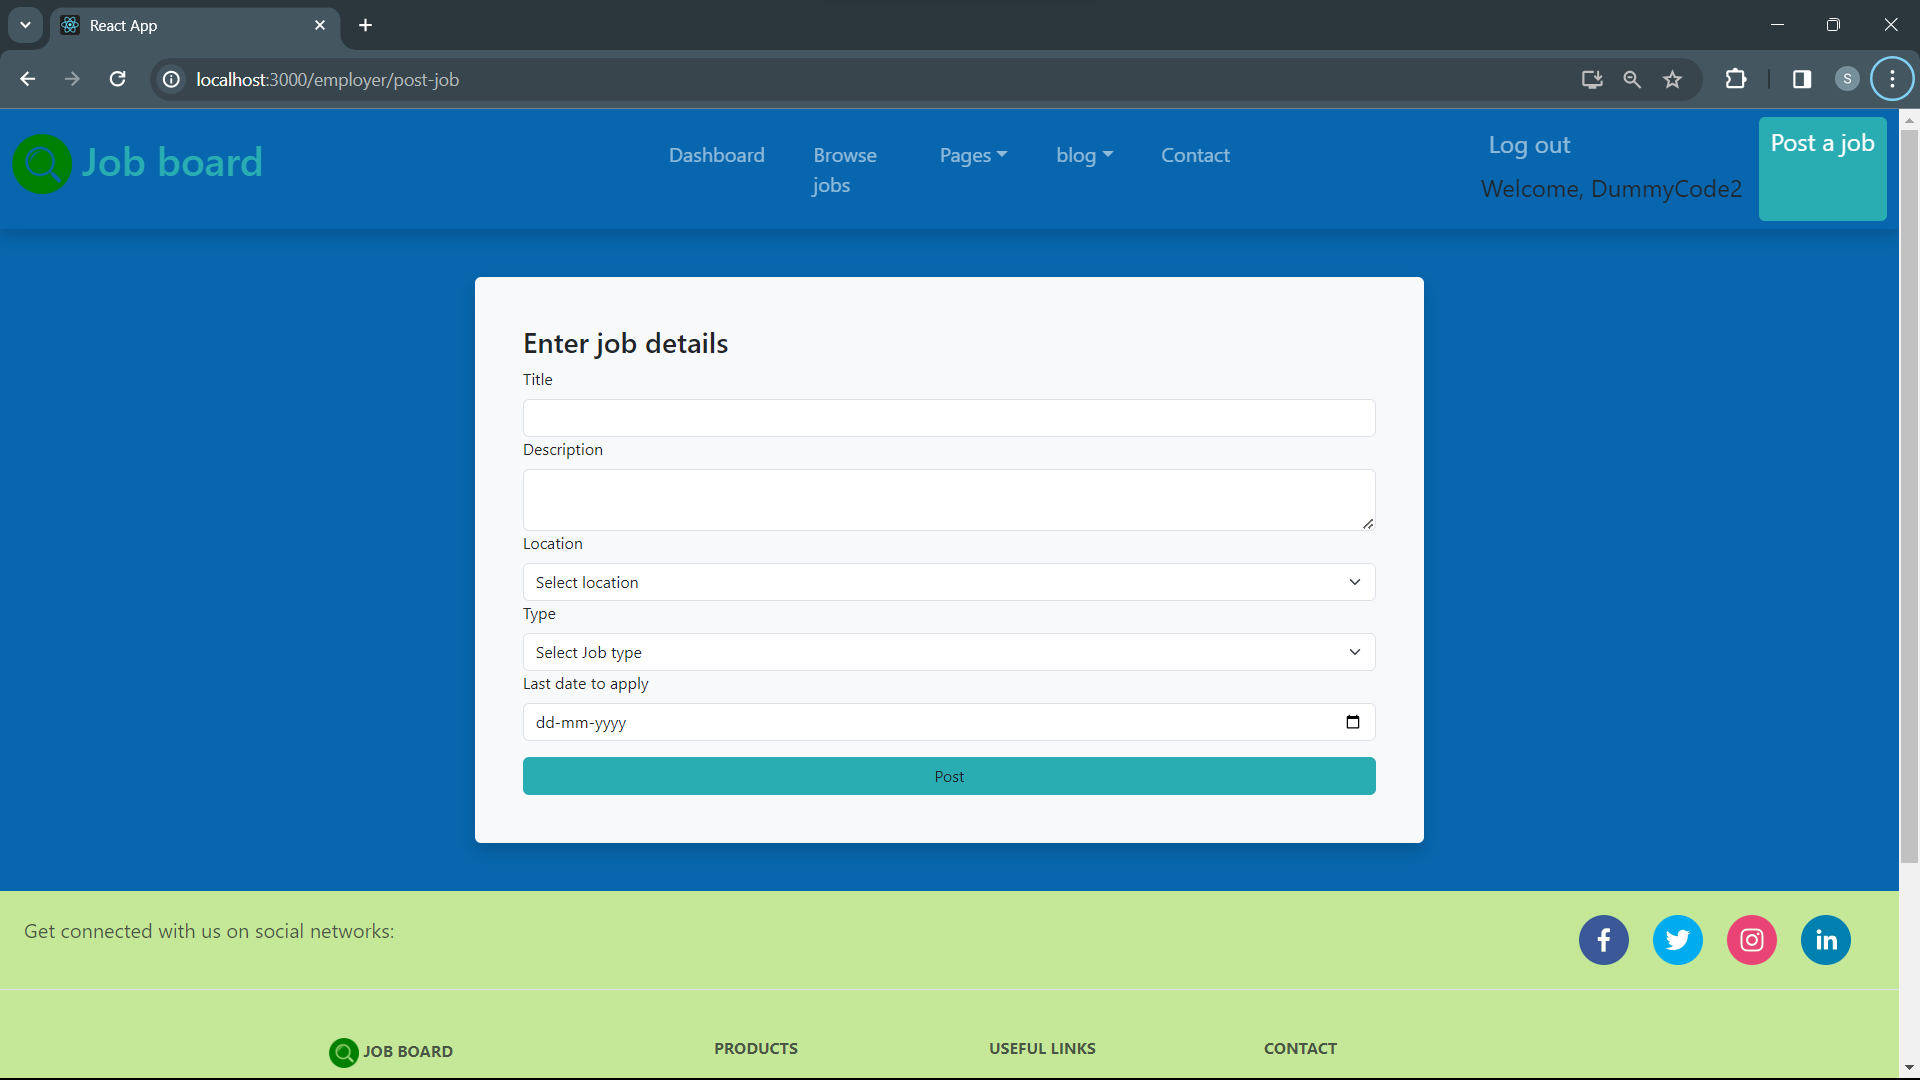 React App
localhost:3000/employer/post-job
S
Job board
Dashboard
Browse
jobs
Pages
blog
Contact
Log out
Welcome, DummyCode2
Post a job
Enter job details
Title
Description
Location
Select location
Type
Select Job type
Last date to apply
dd-mm-yyyy
Post
Get connected with us on social networks:
f
in
JOB BOARD
PRODUCTS
USEFUL LINKS
CONTACT